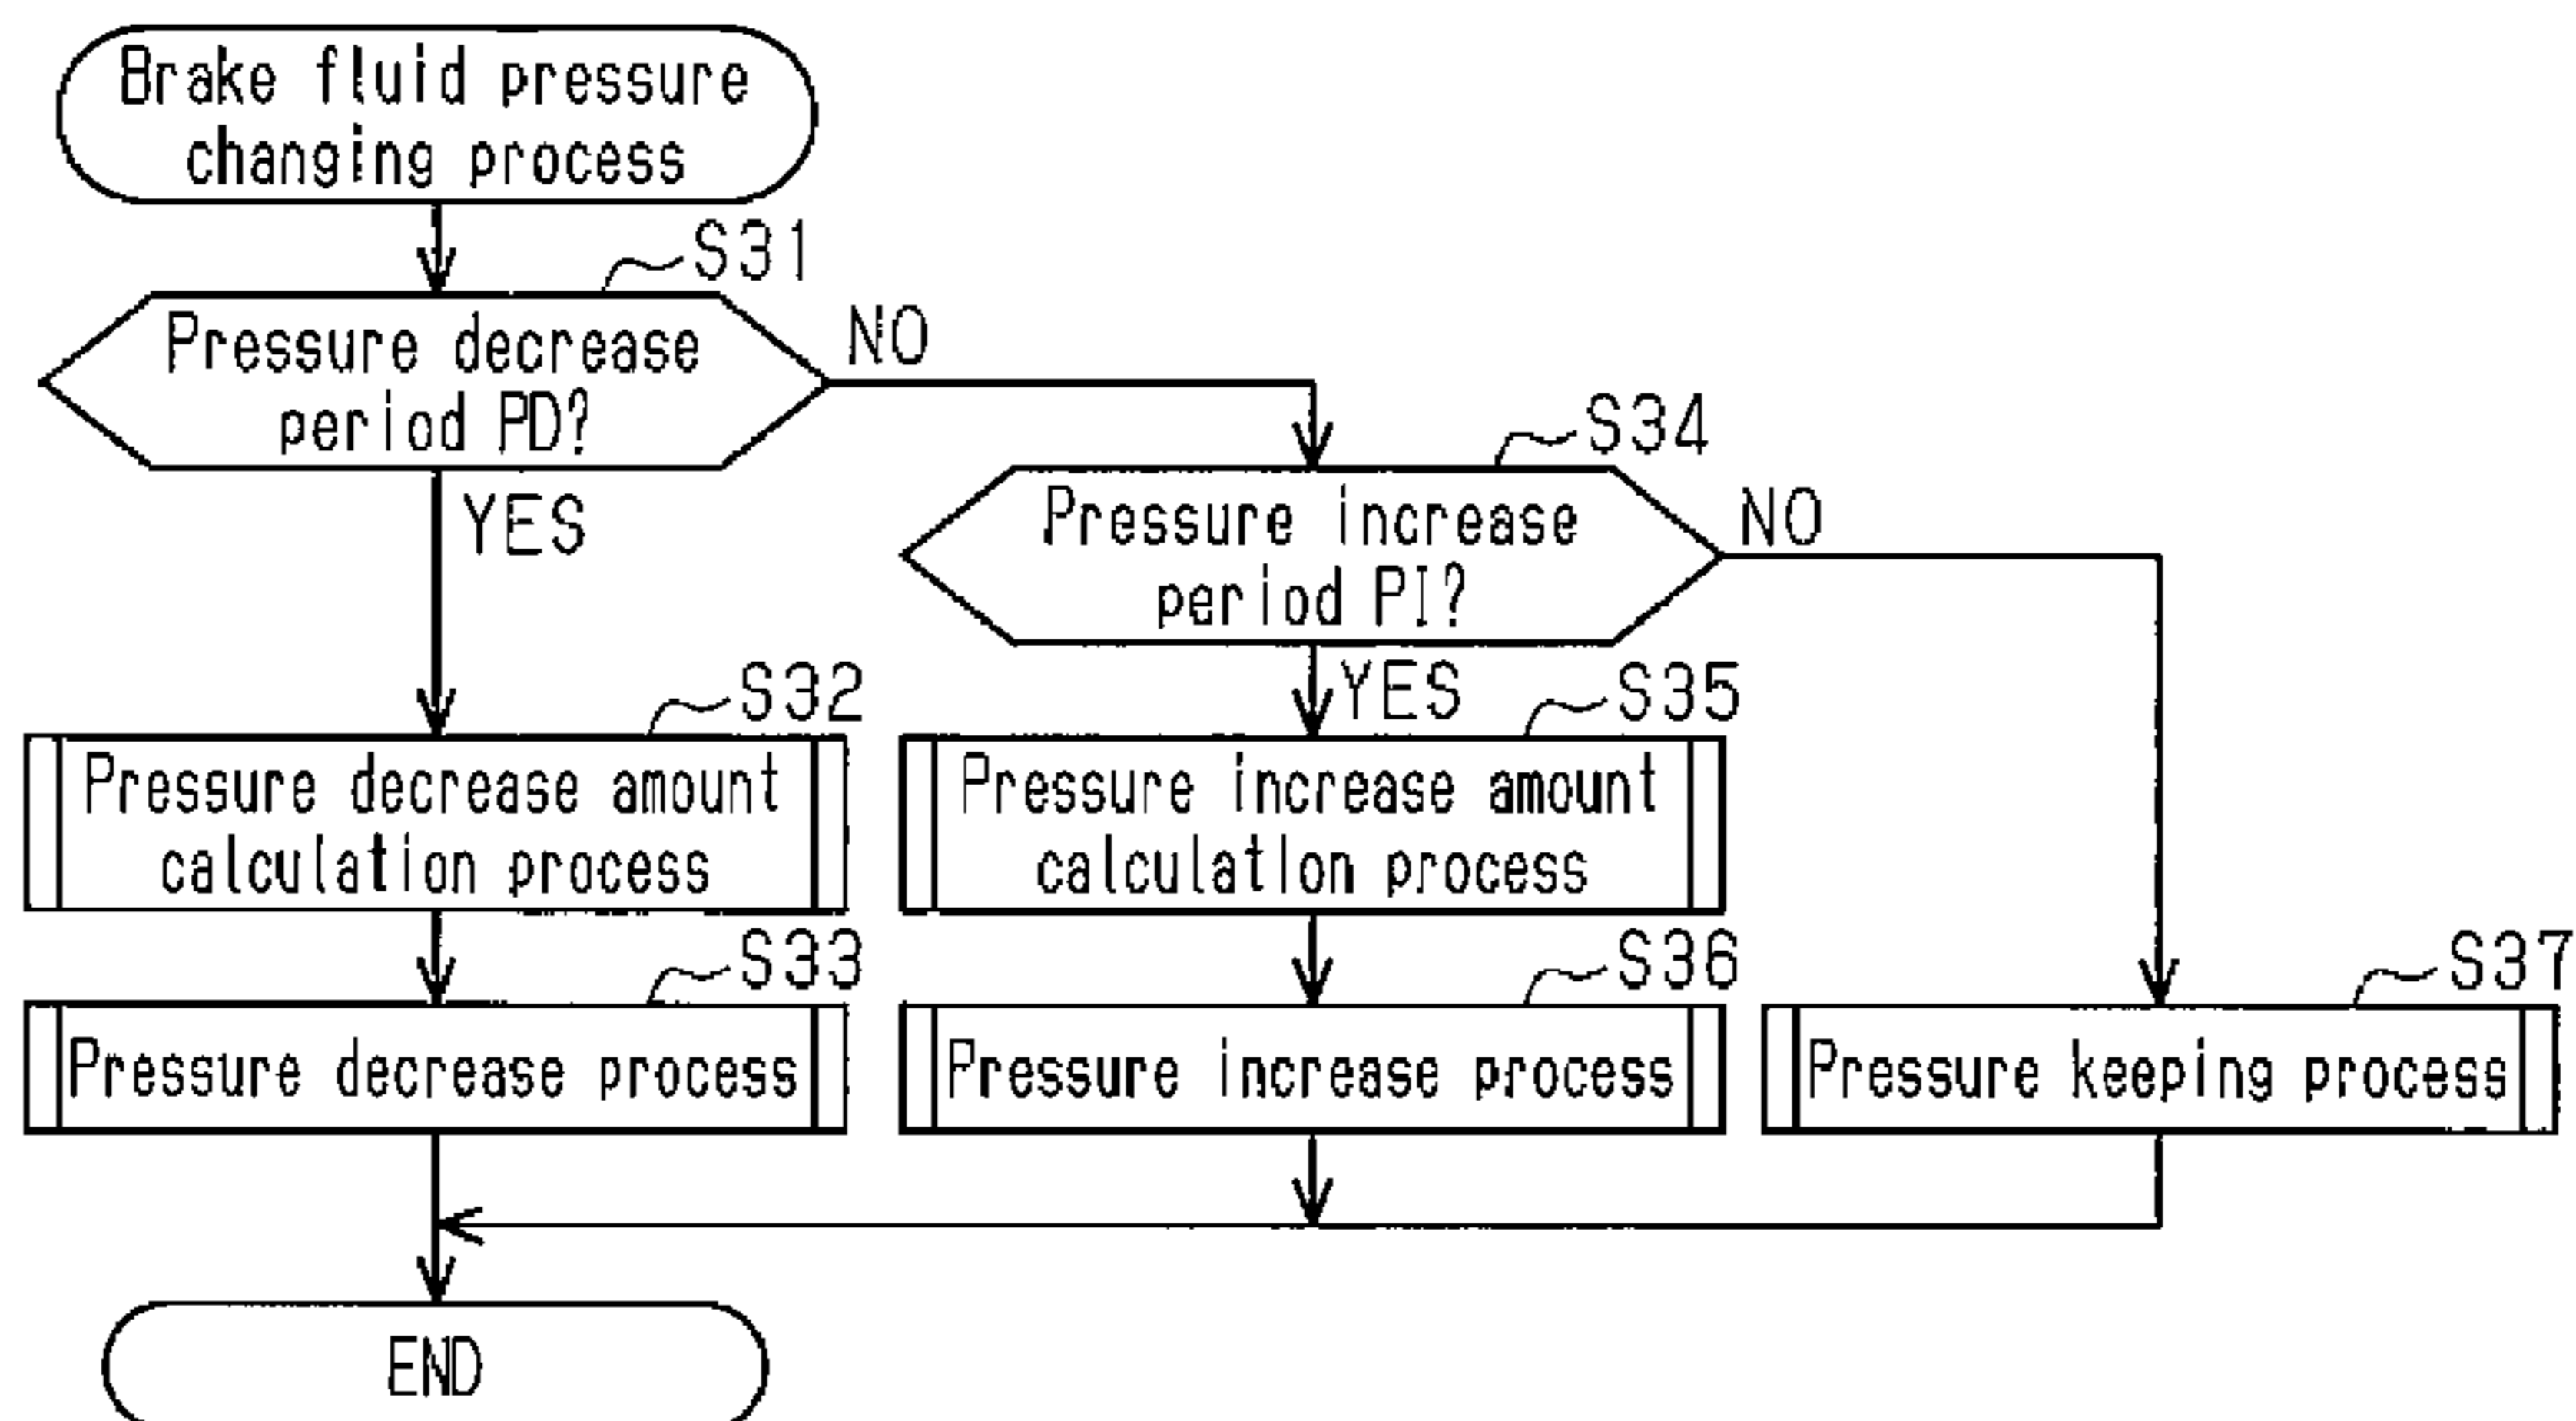 Brake fluid pressure
changing process
S31
Pressure decrease
period PD?
NO
YES
S34
Pressure increase
period PI?
NO
YES
S32
Pressure decrease amount
calculation process
S35
Pressure increase amount
calculation process
S33
Pressure decrease process
S36
Pressure increase process
S37
Pressure keeping process
END